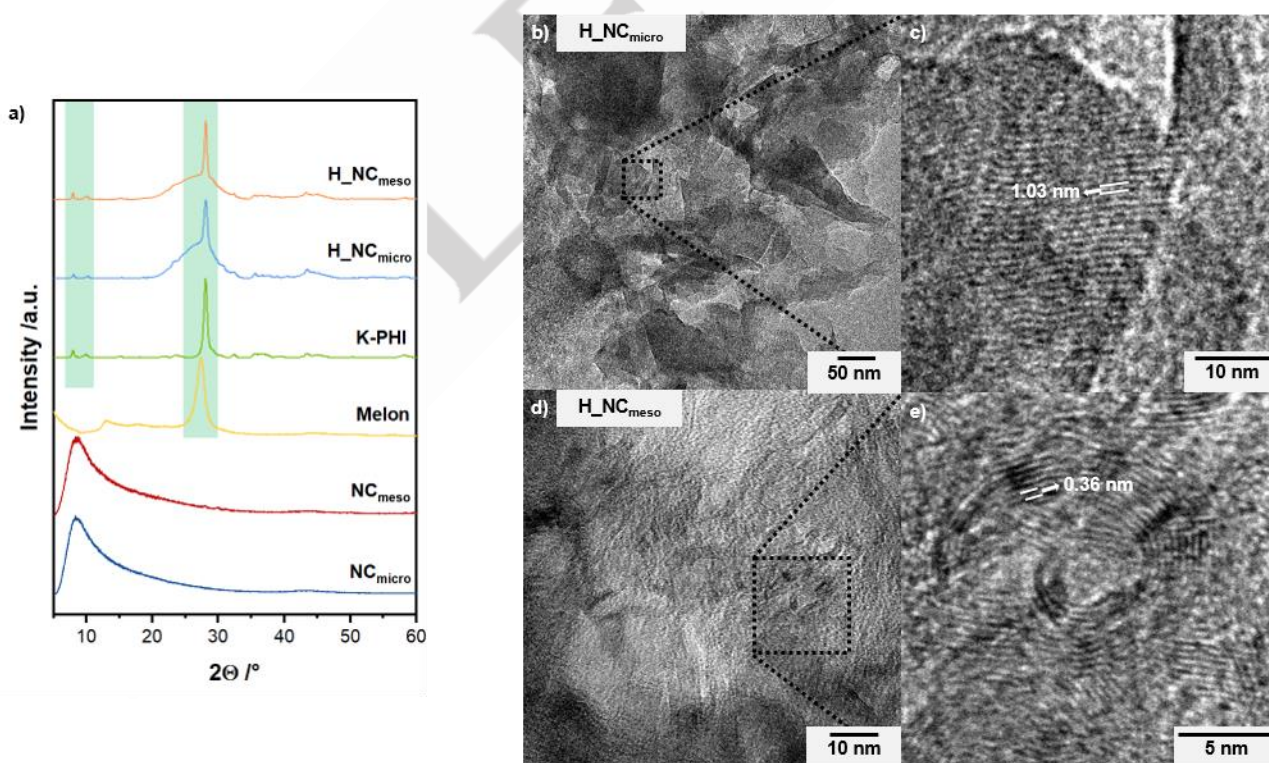 a)
H_NCmeso
H_NCmicro
K-PHI
Melon
NCmeso
NCmicro
Intensity /a.u.
10 20 30 40 50 60
2Θ /°
b) H_NCmicro
50 nm
c)
1.03 nm
10 nm
d) H_NCmeso
10 nm
e)
0.36 nm
5 nm